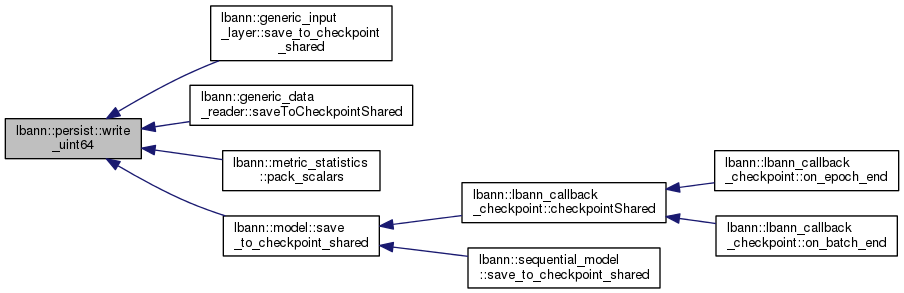 lbann::generic_input
_layer::save_to_checkpoint
_shared
lbann::generic_data
_reader::saveToCheckpointShared
lbann::persist::write
_uint64
lbann::metric_statistics
::pack_scalars
lbann::model::save
_to_checkpoint_shared
lbann::lbann_callback
_checkpoint::checkpointShared
lbann::sequential_model
::save_to_checkpoint_shared
lbann::lbann_callback
_checkpoint::on_epoch_end
lbann::lbann_callback
_checkpoint::on_batch_end